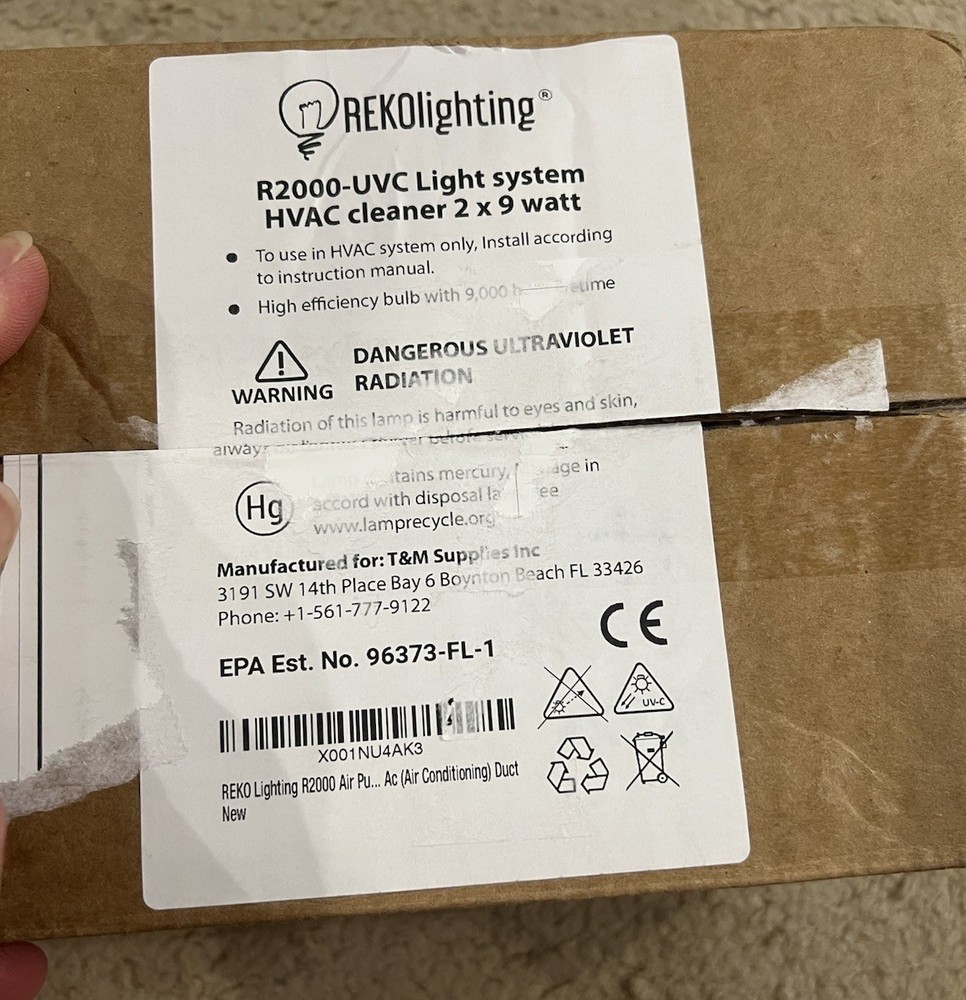 REKOlighting®
R2000-UVC Light system
HVAC cleaner 2 x 9 watt
• To use in HVAC system only, Install according
to instruction manual.
• High efficiency bulb with 9,000
WARNING
DANGEROUS ULTRAVIOLET
RADIATION
Radiation of this lamp is harmful to eyes and skin,
always
mercury, in
Hg
accord with disposal
www.lamprecycle.org
Manufactured for: T&M Supplies Inc
3191 SW 14th Place Bay 6 Boynton Beach FL 33426
Phone: +1-561-777-9122
CE
EPA Est. No. 96373-FL-1
UV-C
X001NU4AK3
REKO Lighting R2000 Air Pu... Ac (Air Conditioning) Duct
New